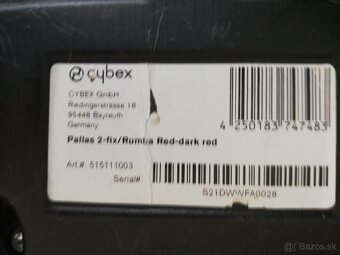 cybex
CYBEX GmbH
Riedingerstrasse 18
95448 Bayreuth
Germany
4 250183 747483
Pallas 2-fix/Rumba Red-dark red
Art.#: 515111003
Serial#
S21DWWFA0028
bazos.sk